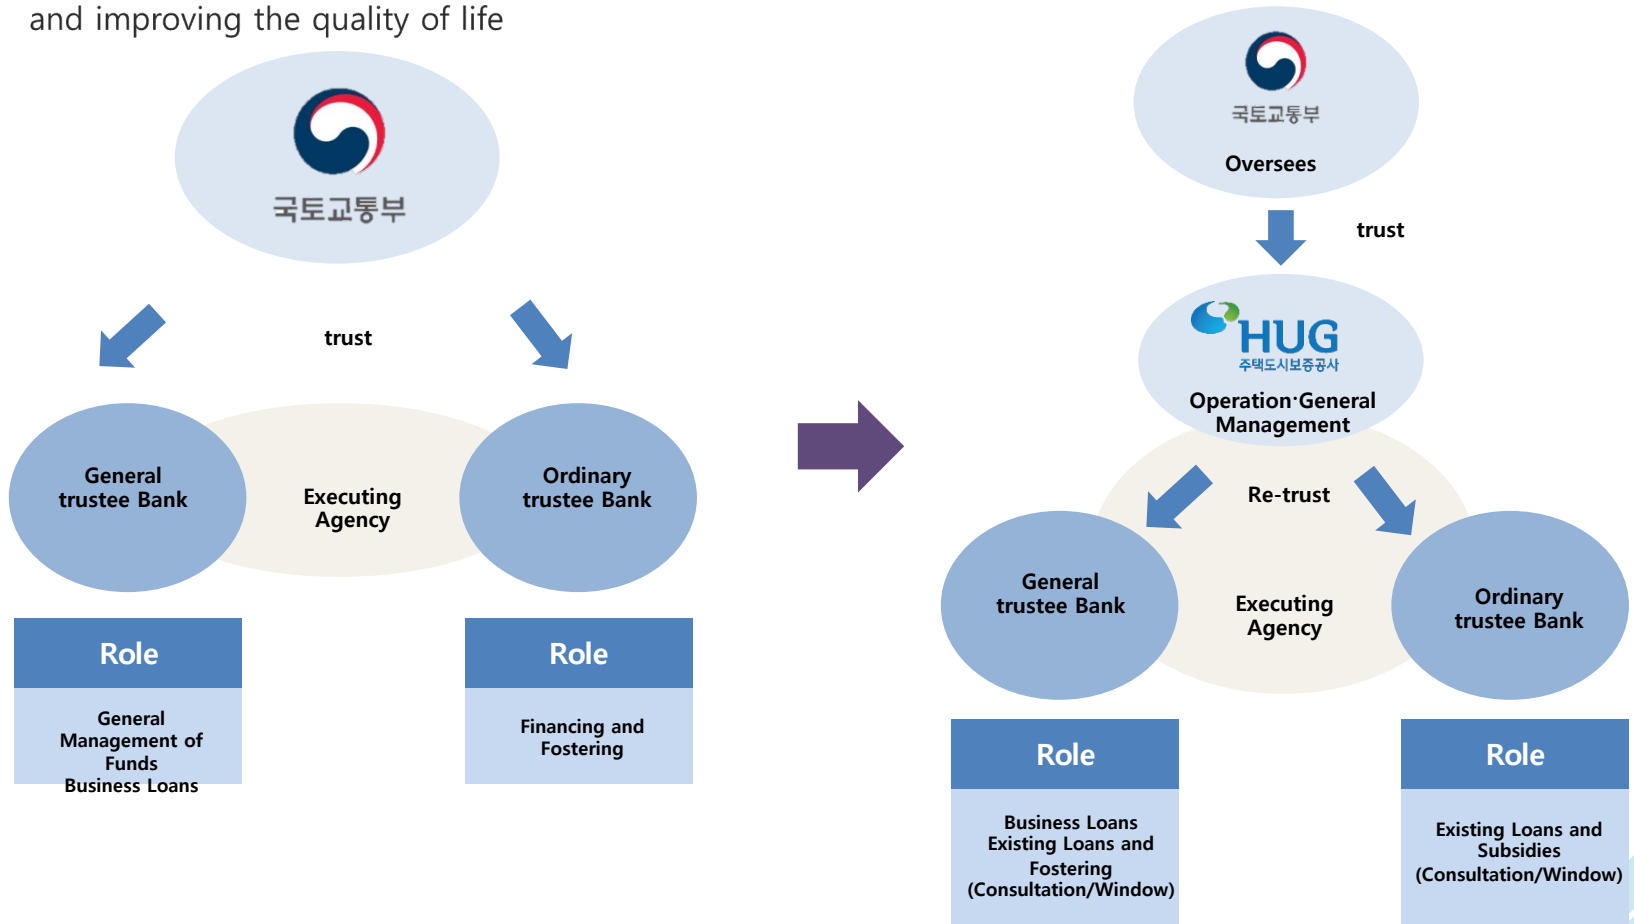 and improving the quality of life
국토교통부
trust
General
trustee Bank
Executing
Agency
Ordinary
trustee Bank
Role
General
Management of
Funds
Business Loans
Role
Financing and
Fostering
국토교통부
Oversees
trust
HUG
주택도시보증공사
Operation·General
Management
Re-trust
General
trustee Bank
Executing
Agency
Ordinary
trustee Bank
Role
Business Loans
Existing Loans and
Fostering
(Consultation/Window)
Role
Existing Loans and
Subsidies
(Consultation/Window)